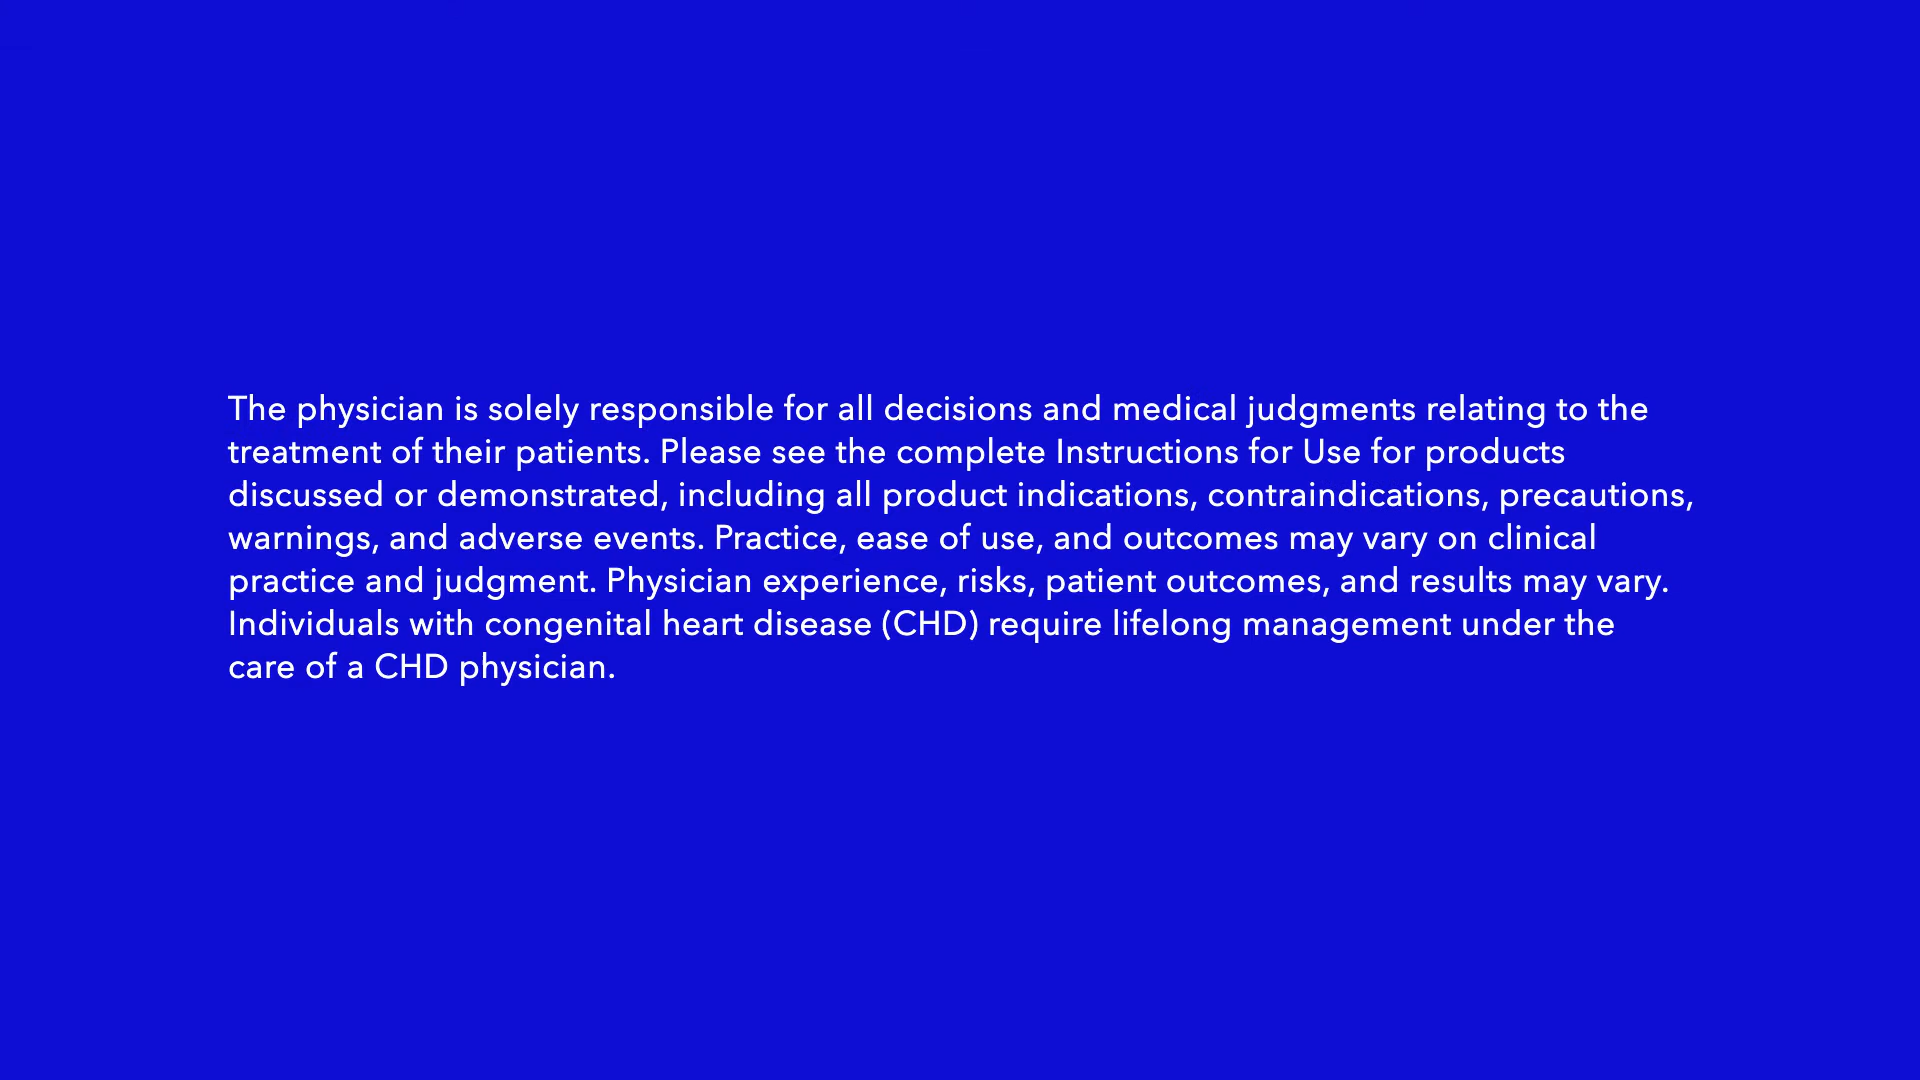 The physician is solely responsible for all decisions and medical judgments relating to the
treatment of their patients. Please see the complete Instructions for Use for products
discussed or demonstrated, including all product indications, contraindications, precautions,
warnings, and adverse events. Practice, ease of use, and outcomes may vary on clinical
practice and judgment. Physician experience, risks, patient outcomes, and results may vary.
Individuals with congenital heart disease (CHD) require lifelong management under the
care of a CHD physician.